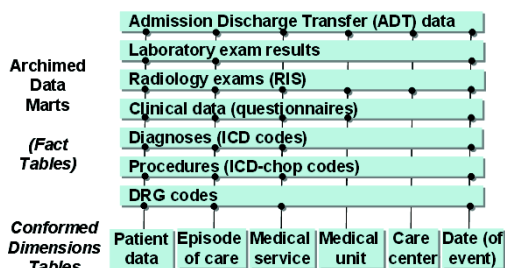 Admission Discharge Transfer (ADT) data
Laboratory exam results
Radiology exams (RIS)
Clinical data (questionnaires)
Diagnoses (ICD codes)
Procedures (ICD-chop codes)
DRG codes
Archimed
Data
Marts
(Fact
Tables)
Conformed
Dimensions
Tables
Patient
data
Episode
of care
Medical
service
Medical
unit
Care
center
Date (of
event)